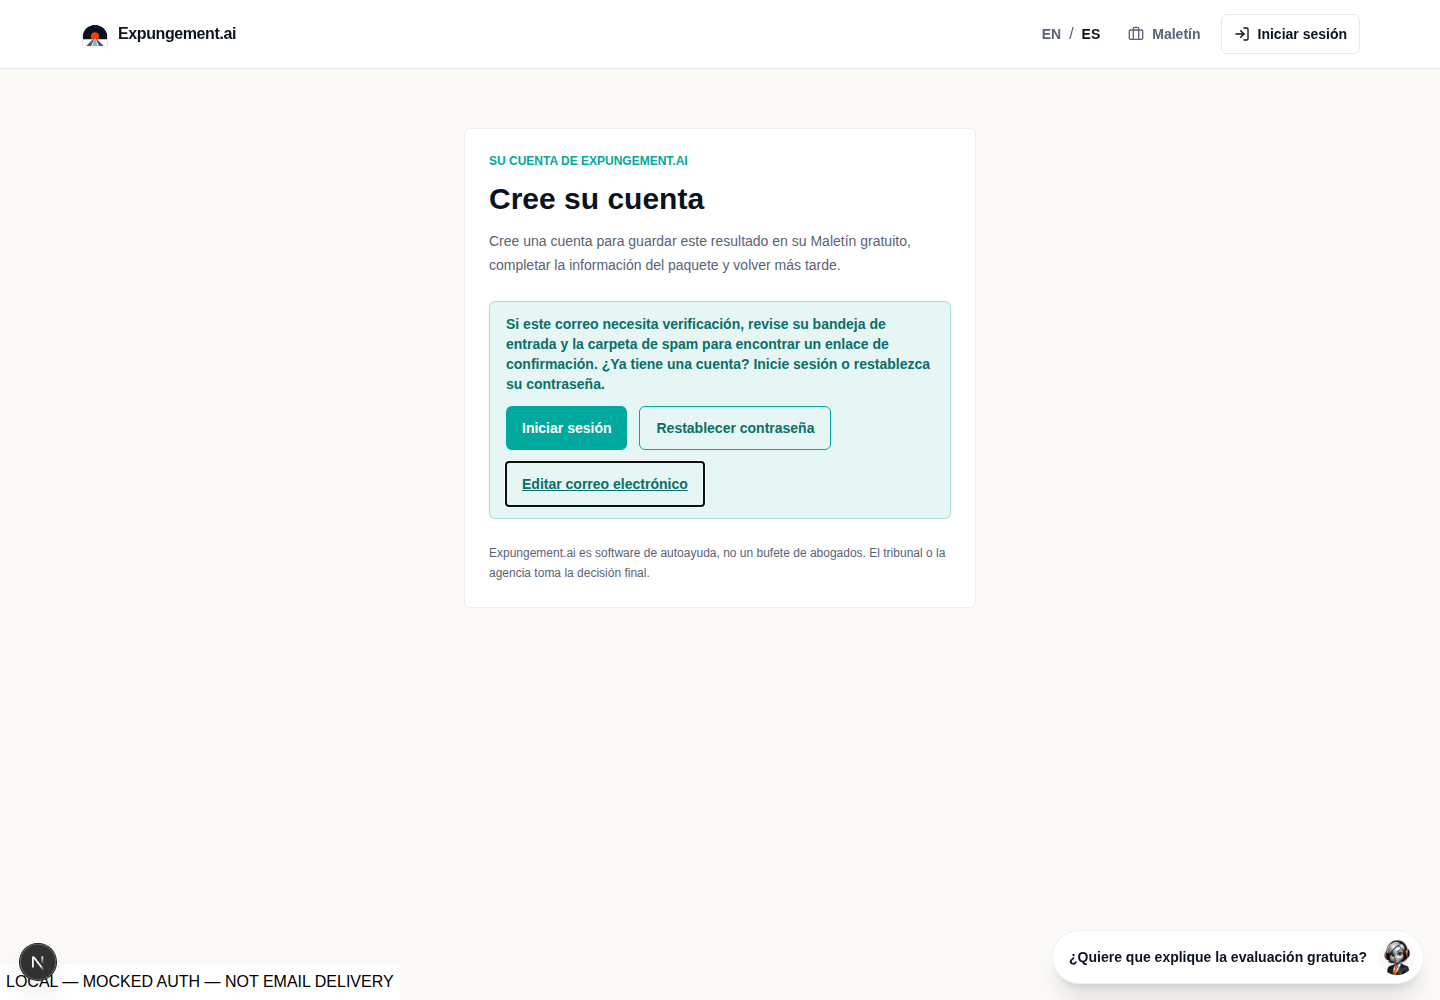 Expungement.ai
EN / ES
Maletín
Iniciar sesión
SU CUENTA DE EXPUNGEMENT.AI
Cree su cuenta
Cree una cuenta para guardar este resultado en su Maletín gratuito,
completar la información del paquete y volver más tarde.
Si este correo necesita verificación, revise su bandeja de
entrada y la carpeta de spam para encontrar un enlace de
confirmación. ¿Ya tiene una cuenta? Inicie sesión o restablezca
su contraseña.
Iniciar sesión
Restablecer contraseña
Editar correo electrónico
Expungement.ai es software de autoayuda, no un bufete de abogados. El tribunal o la
agencia toma la decisión final.
¿Quiere que explique la evaluación gratuita?
N
LOCAL — MOCKED AUTH — NOT EMAIL DELIVERY